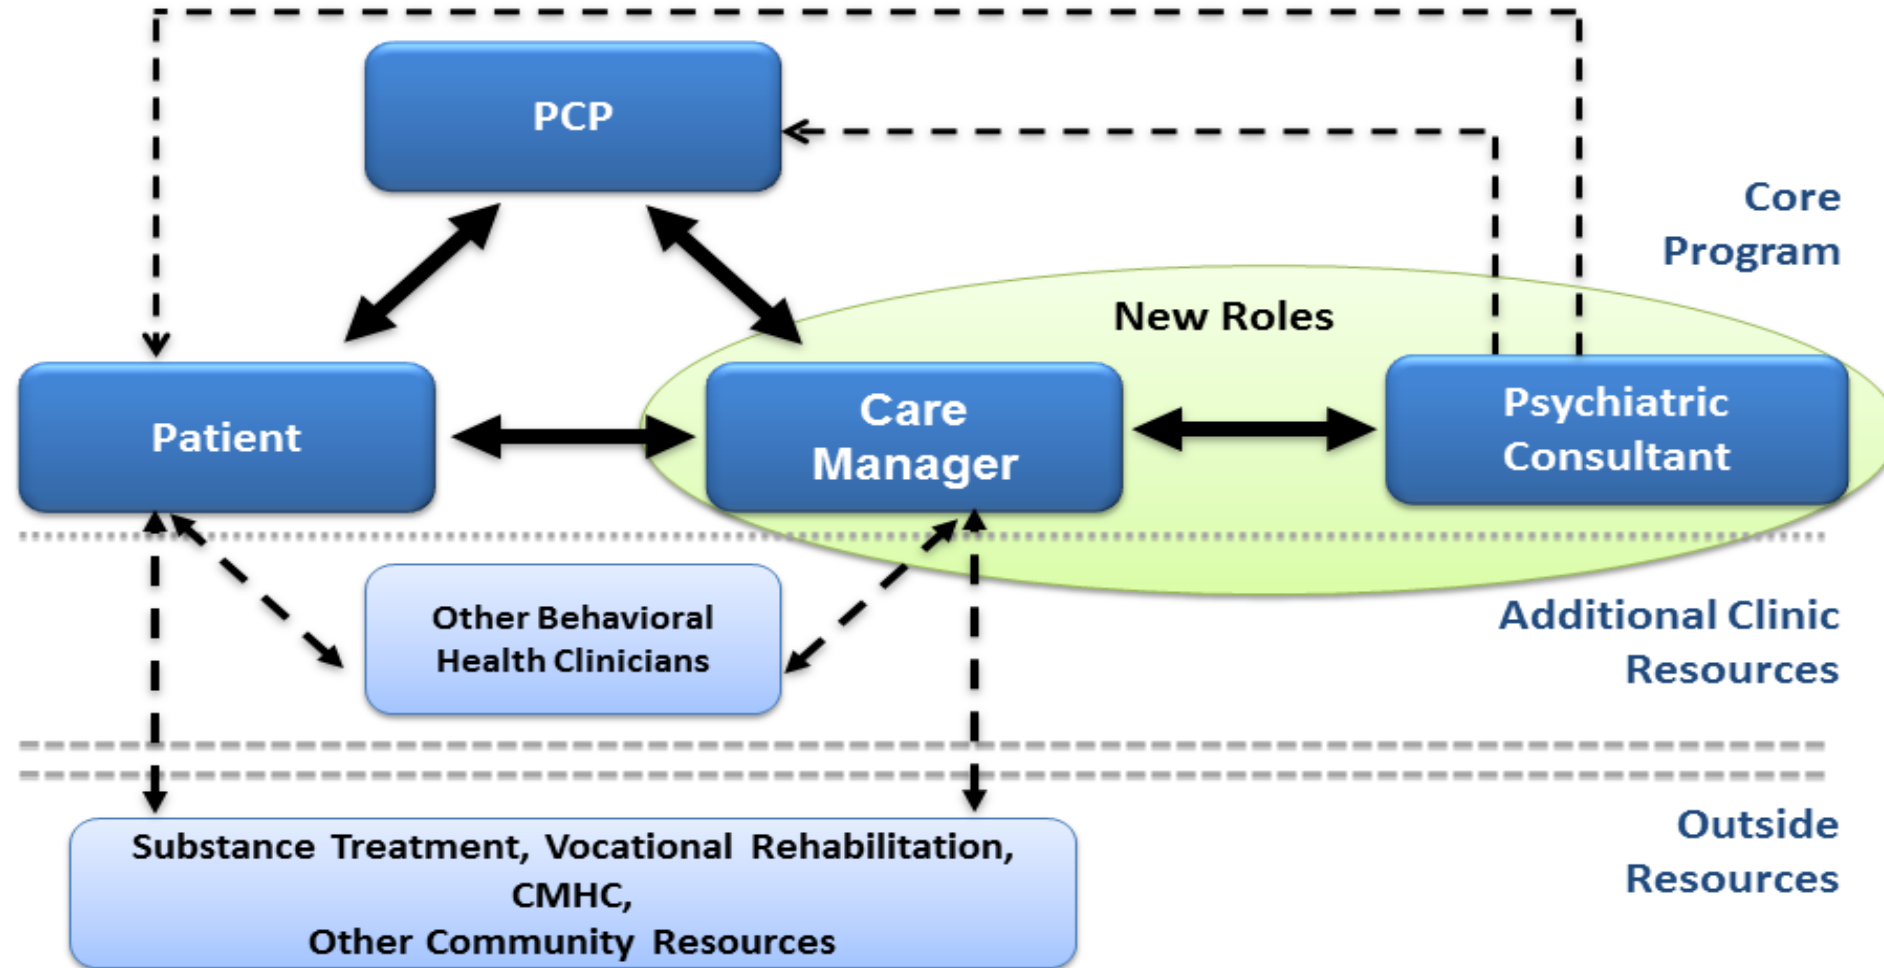 PCP
Core
Program
New Roles
Patient
Care
Manager
Psychiatric
Consultant
Other Behavioral
Health Clinicians
Additional Clinic
Resources
Substance Treatment, Vocational Rehabilitation,
CMHC,
Other Community Resources
Outside
Resources